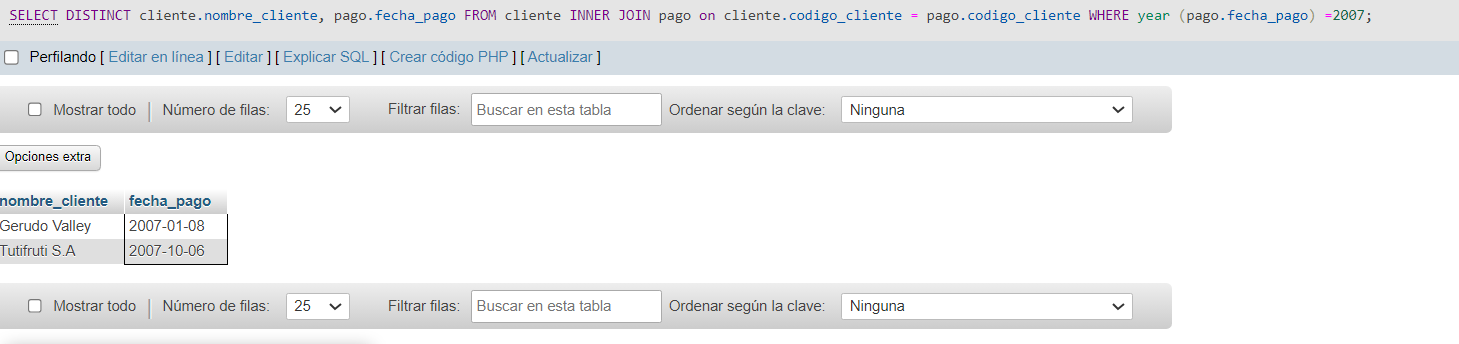 SELECT DISTINCT cliente.nombre_cliente, pago.fecha_pago FROM cliente INNER JOIN pago on cliente.codigo_cliente = pago.codigo_cliente WHERE year (pago.fecha_pago) =2007;
Perfilando [ Editar en línea ] [ Editar ] [ Explicar SQL ] [ Crear código PHP ] [ Actualizar ]
Mostrar todo | Número de filas: 25 Filtrar filas: Buscar en esta tabla Ordenar según la clave: Ninguna
Opciones extra
nombre_cliente fecha_pago
Gerudo Valley 2007-01-08
Tutifruti S.A 2007-10-06
Mostrar todo | Número de filas: 25 Filtrar filas: Buscar en esta tabla Ordenar según la clave: Ninguna